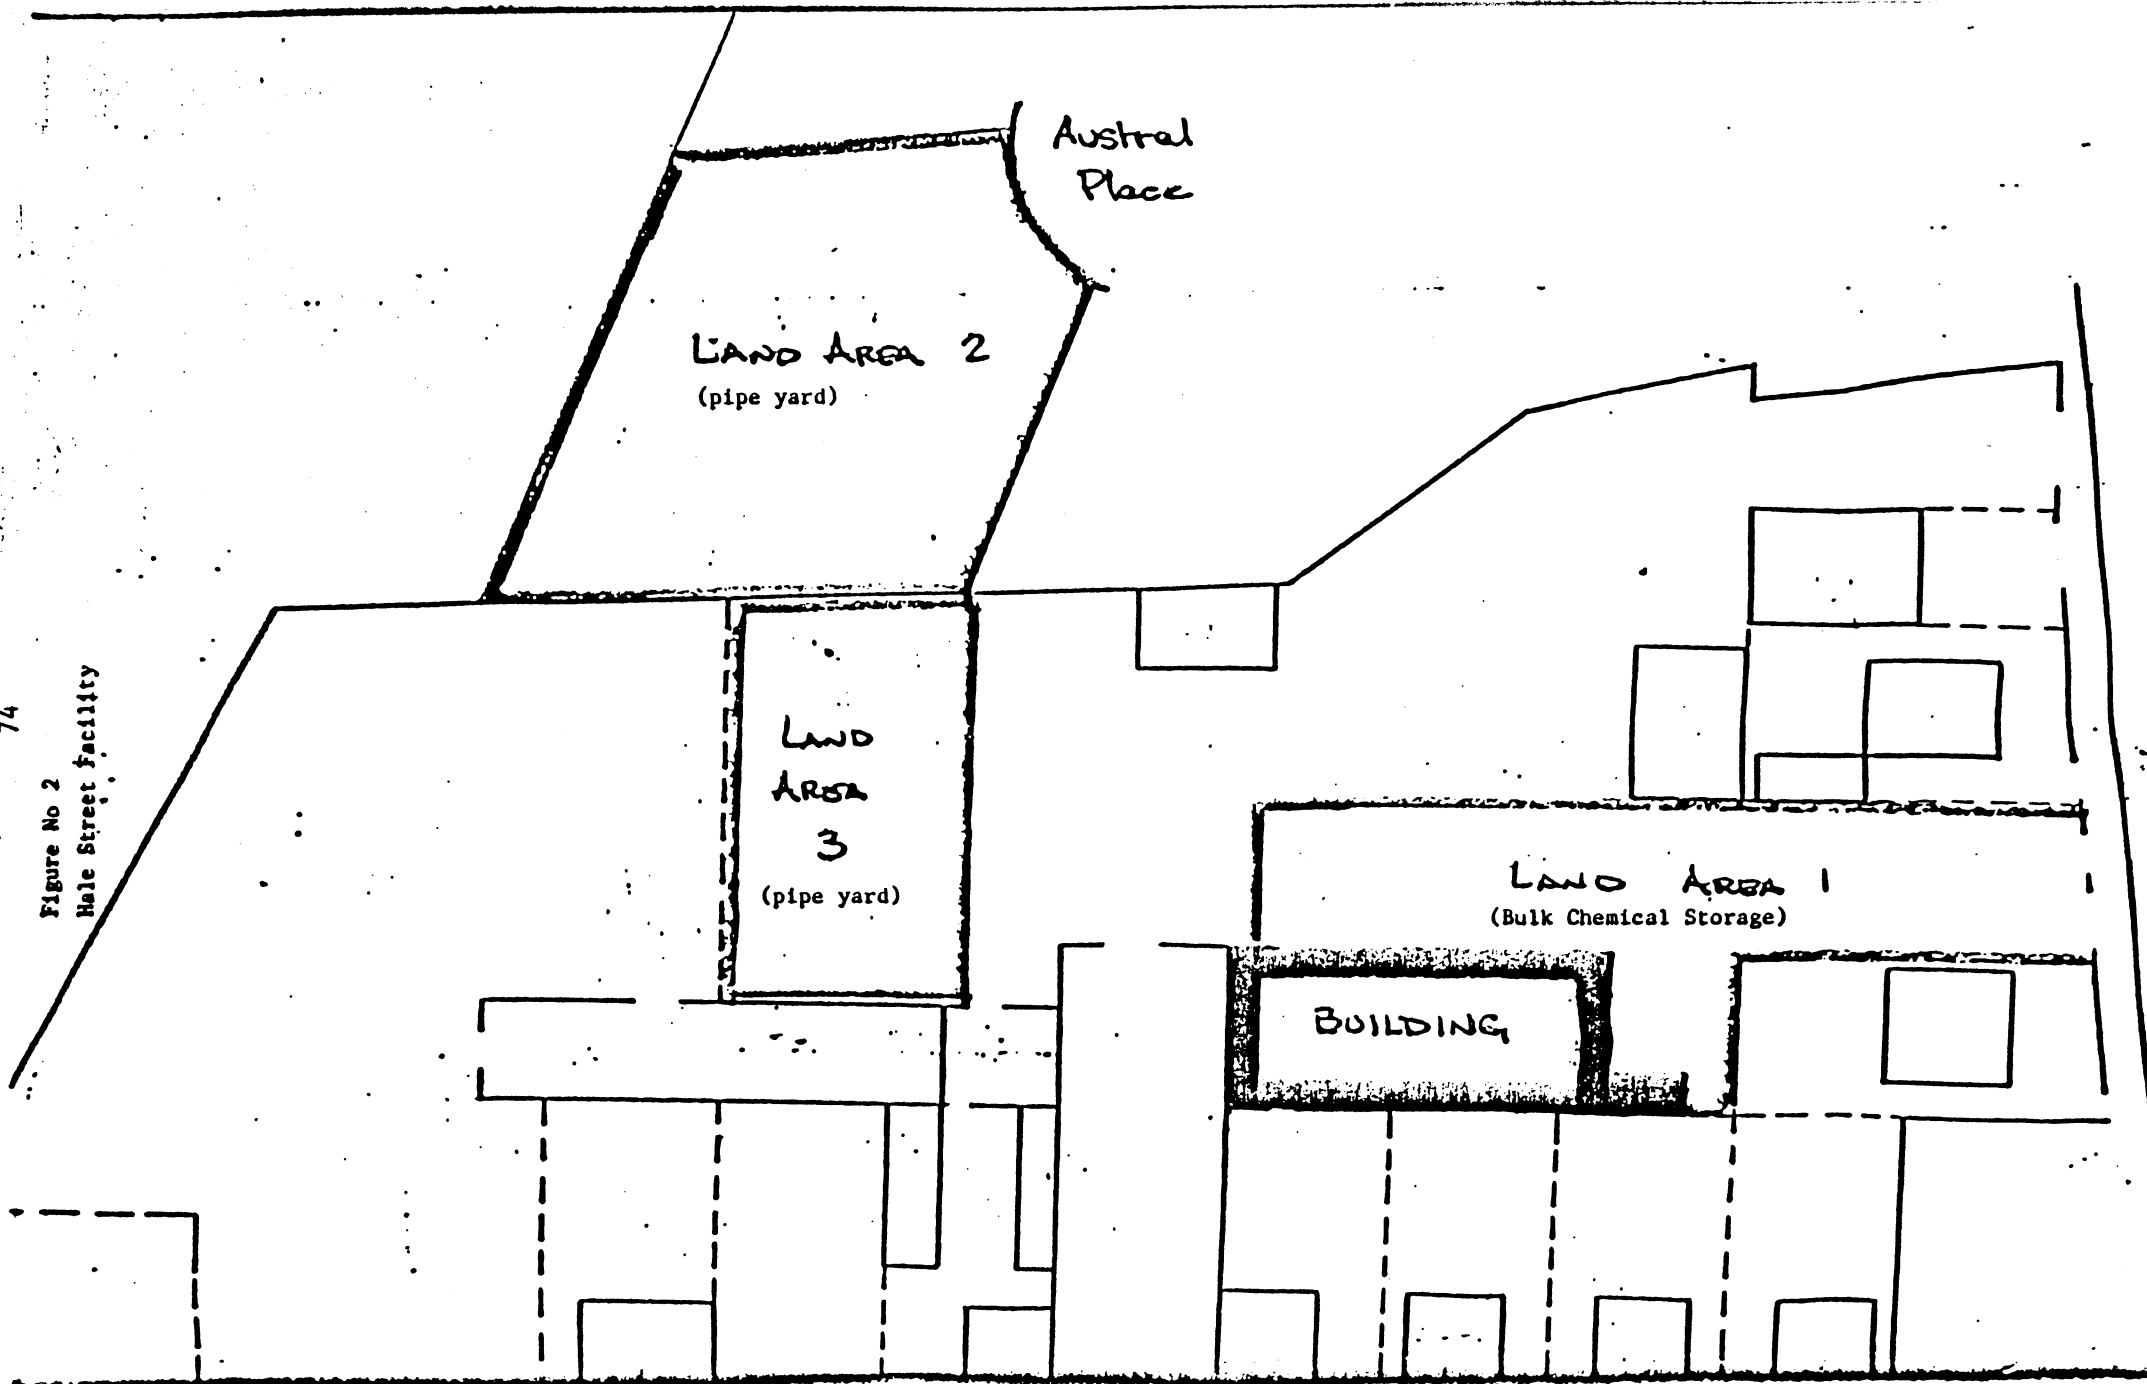 Austral
Place
LAND AREA 2
(pipe yard)
LAND
AREA
3
(pipe yard)
LAND AREA 1
(Bulk Chemical Storage)
BUILDING
74
Figure No 2
Hale Street Facility